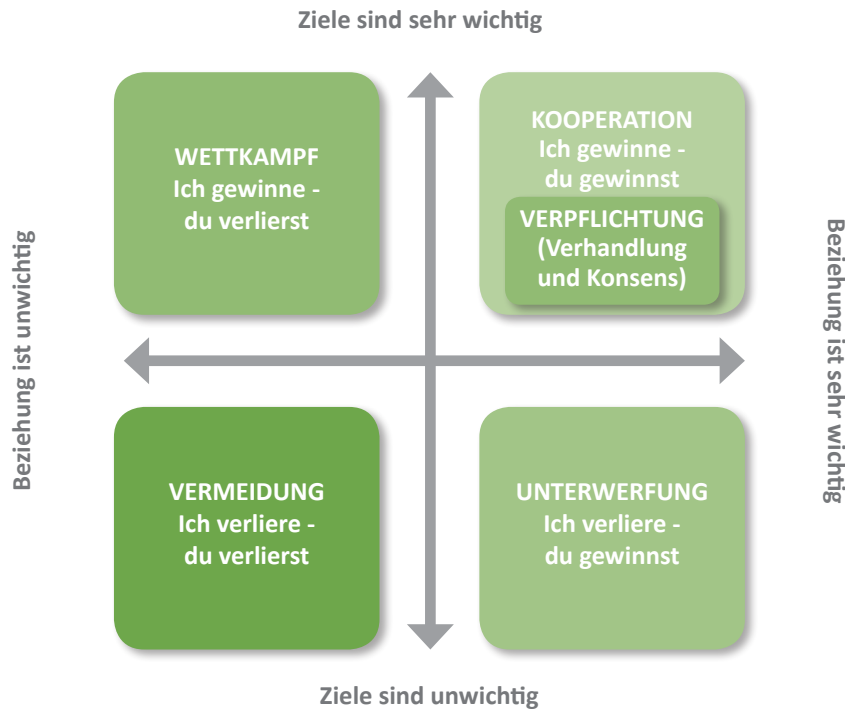 Ziele sind sehr wichtig
WETTKAMPF
Ich gewinne -
du verlierst
KOOPERATION
Ich gewinne -
du gewinnst
VERPFLICHTUNG
(Verhandlung
und Konsens)
Beziehung ist unwichtig
Beziehung ist sehr wichtig
VERMEIDUNG
Ich verliere -
du verlierst
UNTERWERFUNG
Ich verliere -
du gewinnst
Ziele sind unwichtig